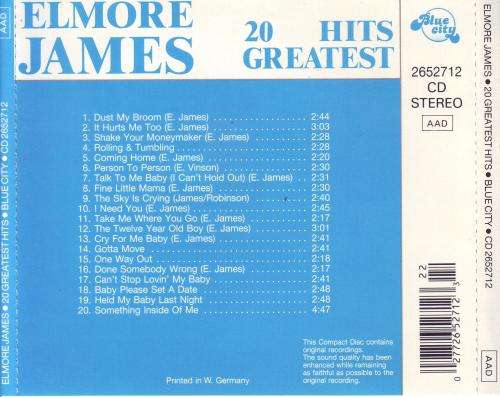 ELMORE JAMES • 20 GREATEST HITS • BLUE CITY • CD 2652712
AAD
ELMORE
JAMES
20 HITS
GREATEST
1. Dust My Broom (E. James) 2:44
2. It Hurts Me Too (E. James) 3:03
3. Shake Your Moneymaker (E. James) 2:28
4. Rolling & Tumbling 2:28
5. Coming Home (E. James) 2:20
6. Person To Person (E. Vinson) 2:30
7. Talk To Me Baby (I Can't Hold Out) (E. James) 2:31
8. Fine Little Mama (E. James) 2:30
9. The Sky Is Crying (James/Robinson) 2:40
10. I Need You (E. James) 2:45
11. Take Me Where You Go (E. James) 2:17
12. The Twelve Year Old Boy (E. James) 2:32
13. Cry For Me Baby (E. James) 2:41
14. Gotta Move 2:41
15. One Way Out 2:18
16. Done Somebody Wrong (E. James) 2:17
17. Can't Stop Lovin' My Baby 2:41
18. Baby Please Set A Date 2:48
19. Held My Baby Last Night 2:48
20. Something Inside Of Me 4:47
This Compact Disc contains
original recordings.
The sound quality has been
enhanced while remaining
as faithful as possible to the
original recording.
Printed in W. Germany
Blue
city
2652712
CD
STEREO
AAD
22
0 27726 52712 3
ELMORE JAMES • 20 GREATEST HITS • BLUE CITY • CD 2652712
AAD